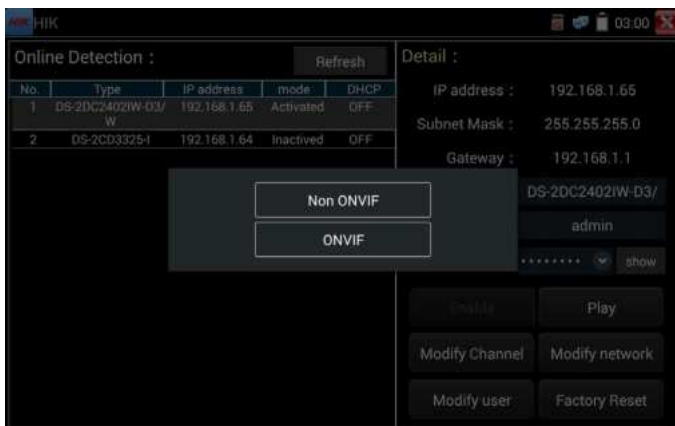 HIK HIK 03:00
Online Detection : Refresh
No. Type IP address mode DHCP
1 DS-2DC2402IW-D3/W 192.168.1.65 Activated OFF
2 DS-2CD3325-I 192.168.1.64 Inactived OFF
Non ONVIF
ONVIF
Detail :
IP address : 192.168.1.65
Subnet Mask : 255.255.255.0
Gateway : 192.168.1.1
DS-2DC2402IW-D3/
admin
•••••••• show
Enable Play
Modify Channel Modify network
Modify user Factory Reset